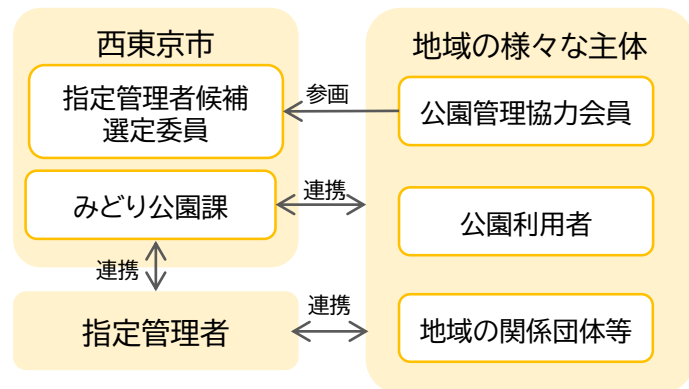 西東京市
指定管理者候補
選定委員
みどり公園課
連携
指定管理者
参画
連携
連携
地域の様々な主体
公園管理協力会員
公園利用者
地域の関係団体等